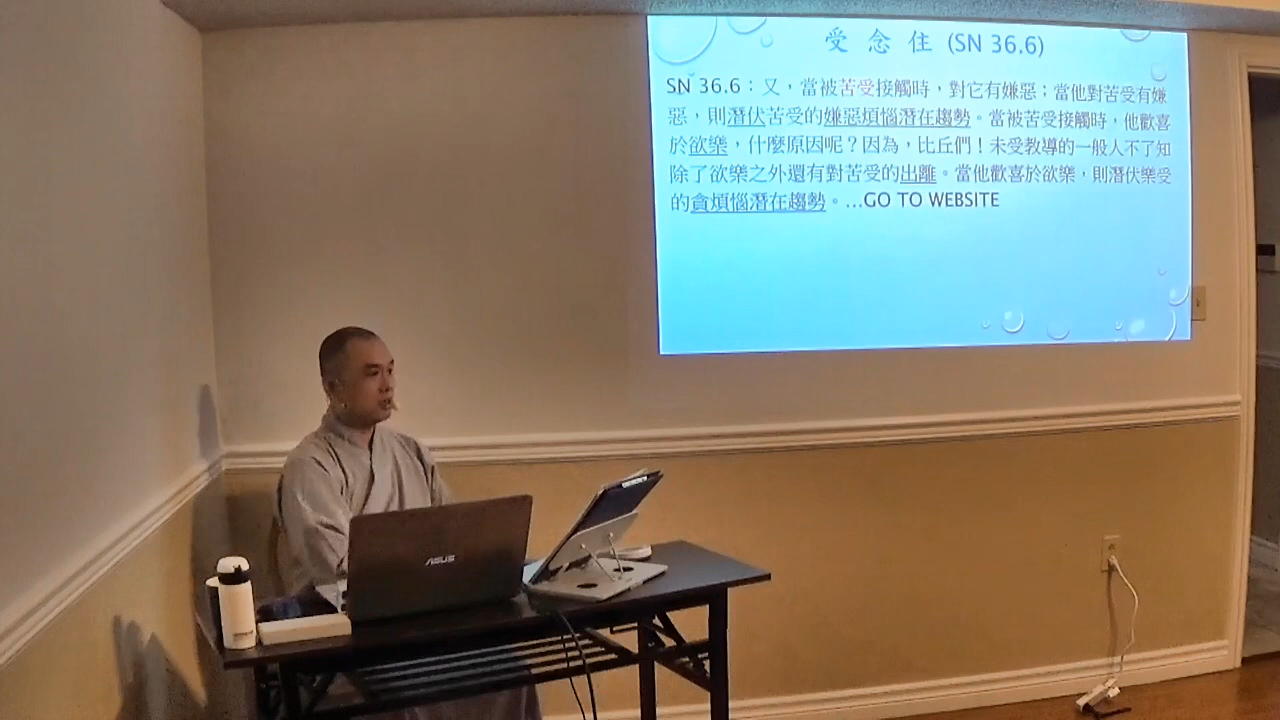 受 念 住 (SN 36.6)
SN 36.6：又，當被苦受接觸時，對它有嫌惡；當他對苦受有嫌
惡，則潛伏苦受的嫌惡煩惱潛在趨勢。當被苦受接觸時，他歡喜
於欲樂，什麼原因呢？因為，比丘們！未受教導的一般人不了知
除了欲樂之外還有對苦受的出離。當他歡喜於欲樂，則潛伏樂受
的貪煩惱潛在趨勢。...GO TO WEBSITE
ASUS